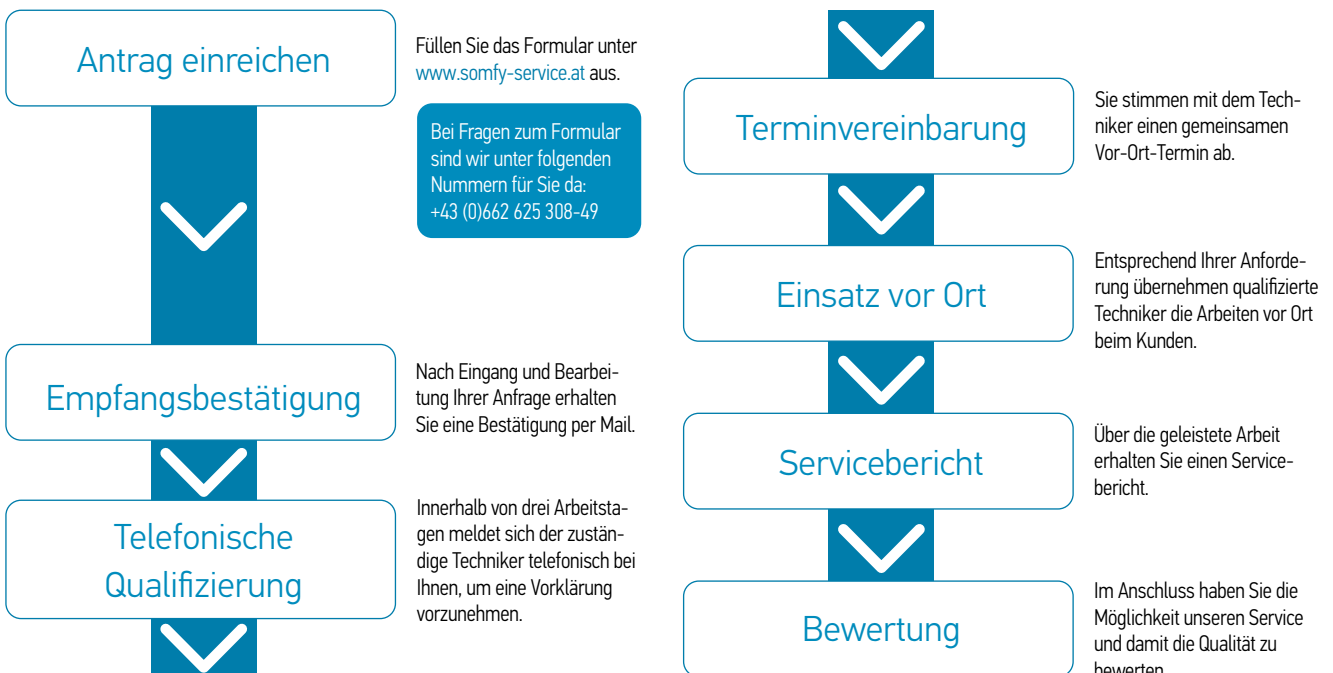 Antrag einreichen
Füllen Sie das Formular unter
www.somfy-service.at aus.
Bei Fragen zum Formular
sind wir unter folgenden
Nummern für Sie da:
+43 (0)662 625 308-49
Empfangsbestätigung
Nach Eingang und Bearbei-
tung Ihrer Anfrage erhalten
Sie eine Bestätigung per Mail.
Telefonische
Qualifizierung
Innerhalb von drei Arbeitsta-
gen meldet sich der zustän-
dige Techniker telefonisch bei
Ihnen, um eine Vorklärung
vorzunehmen.
Terminvereinbarung
Sie stimmen mit dem Tech-
niker einen gemeinsamen
Vor-Ort-Termin ab.
Einsatz vor Ort
Entsprechend Ihrer Anforde-
rung übernehmen qualifizierte
Techniker die Arbeiten vor Ort
beim Kunden.
Servicebericht
Über die geleistete Arbeit
erhalten Sie einen Service-
bericht.
Bewertung
Im Anschluss haben Sie die
Möglichkeit unseren Service
und damit die Qualität zu
bewerten